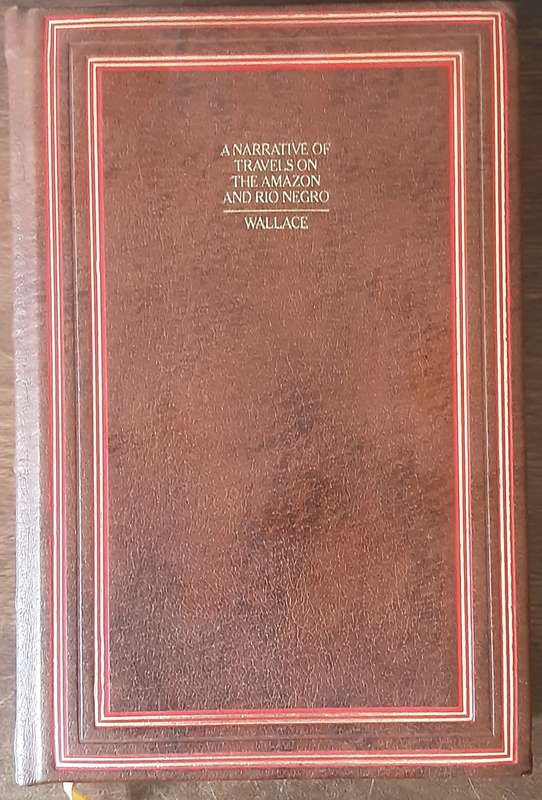 A NARRATIVE OF
TRAVELS ON
THE AMAZON
AND RIO NEGRO
WALLACE